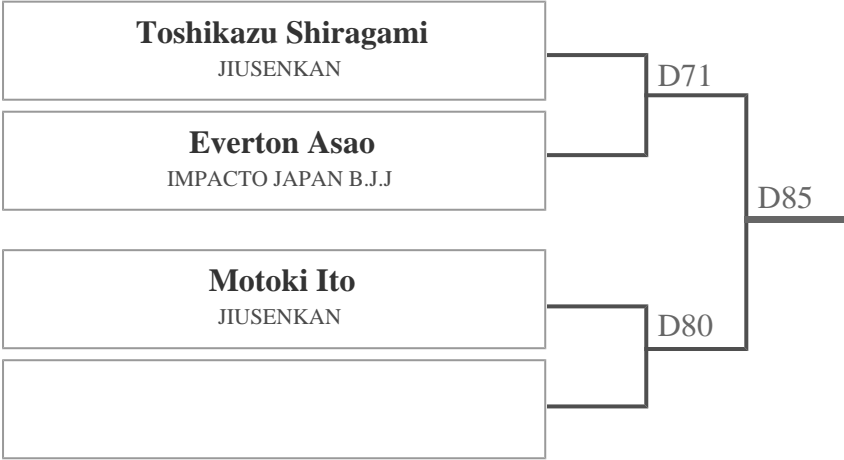 Toshikazu Shiragami
JIUSENKAN
D71
Everton Asao
IMPACTO JAPAN B.J.J
D85
Motoki Ito
JIUSENKAN
D80